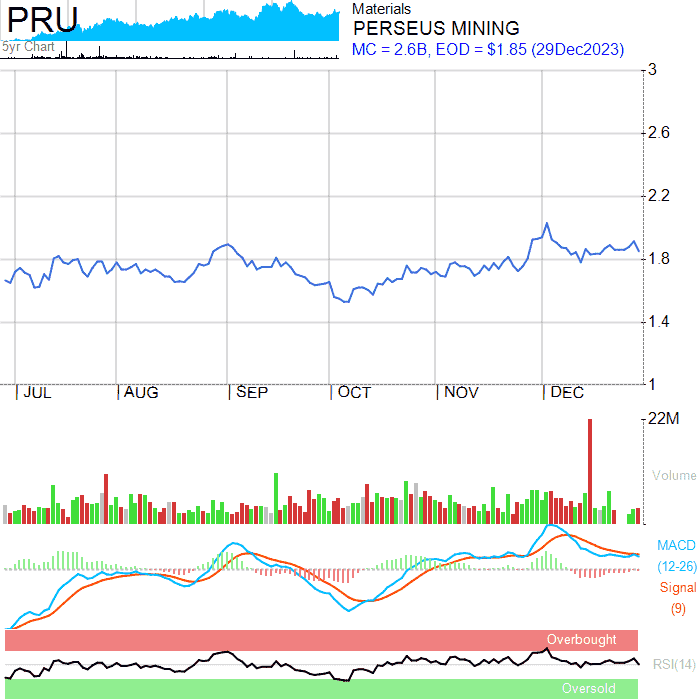 PRU
5yr Chart
Materials
PERSEUS MINING
MC = 2.6B, EOD = $1.85 (29Dec2023)
3
2.6
2.2
1.8
1.4
1
JUL AUG SEP OCT NOV DEC
22M
Volume
MACD
(12-26)
Signal
(9)
Overbought
RSI(14)
Oversold